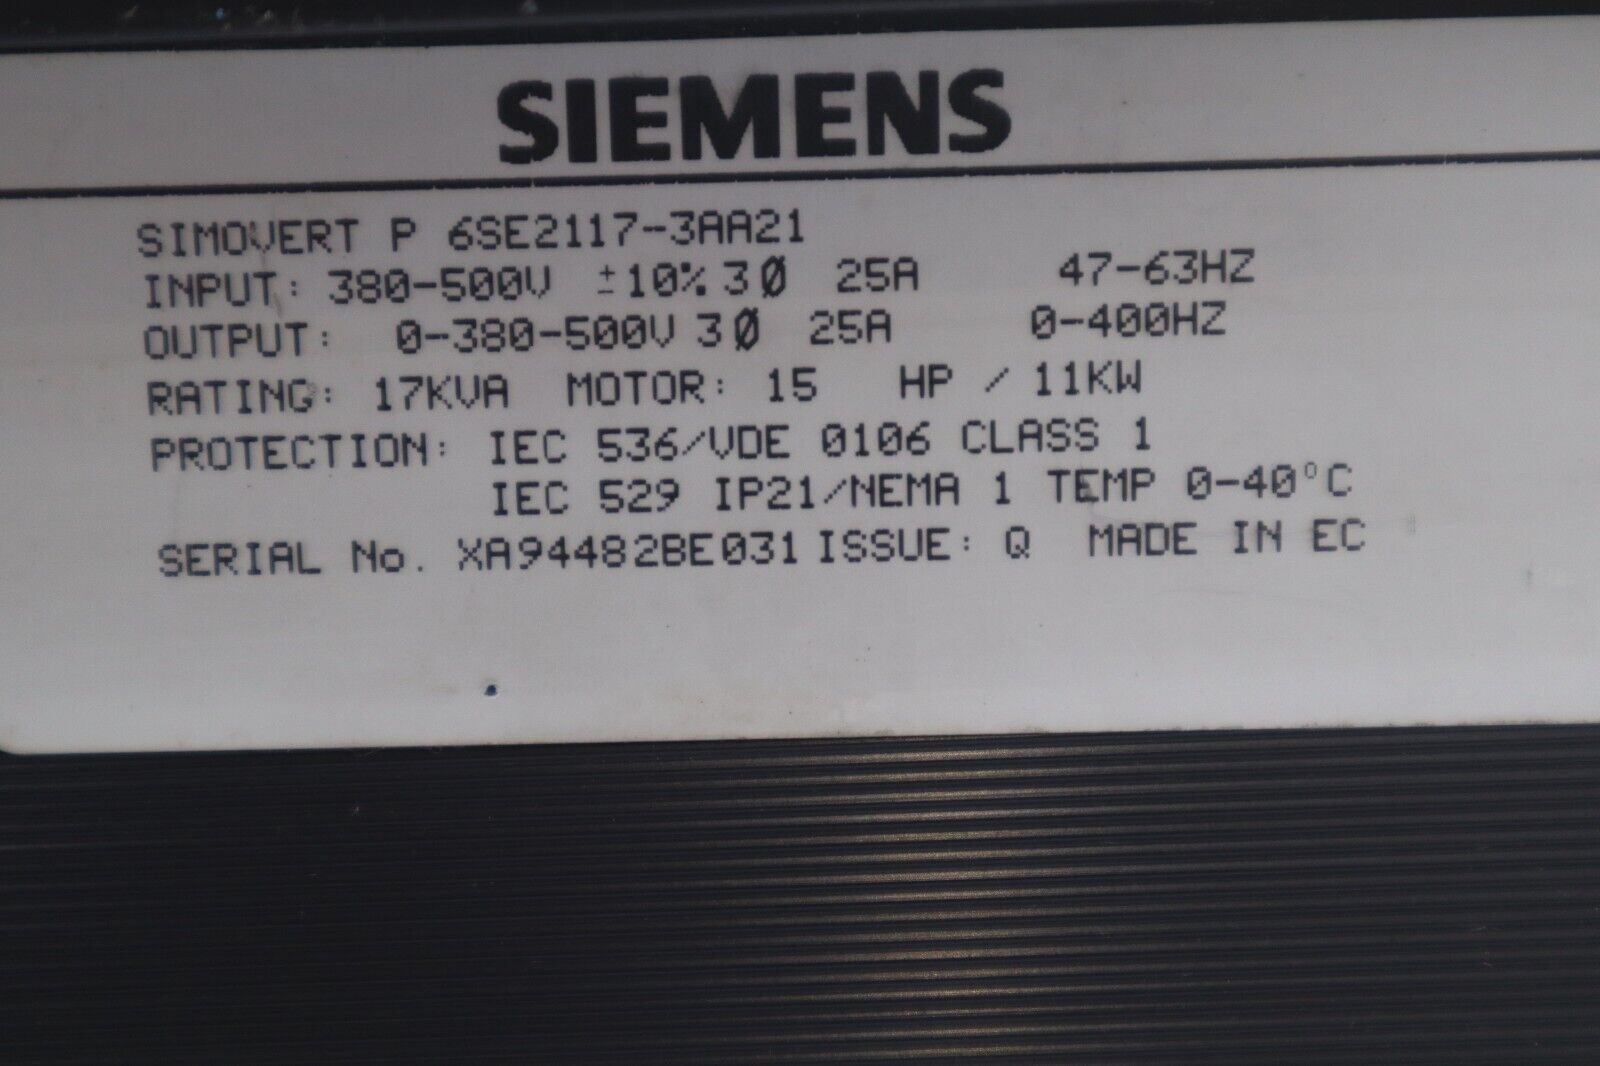 SIEMENS
SIMOVERT P 6SE2117-3AA21
INPUT: 380-500V ±10% 3Ø 25A 47-63HZ
OUTPUT: 0-380-500V 3Ø 25A 0-400HZ
RATING: 17KVA MOTOR: 15 HP / 11KW
PROTECTION: IEC 536/VDE 0106 CLASS 1
IEC 529 IP21/NEMA 1 TEMP 0-40°C
SERIAL No. XA94482BE031 ISSUE: Q MADE IN EC